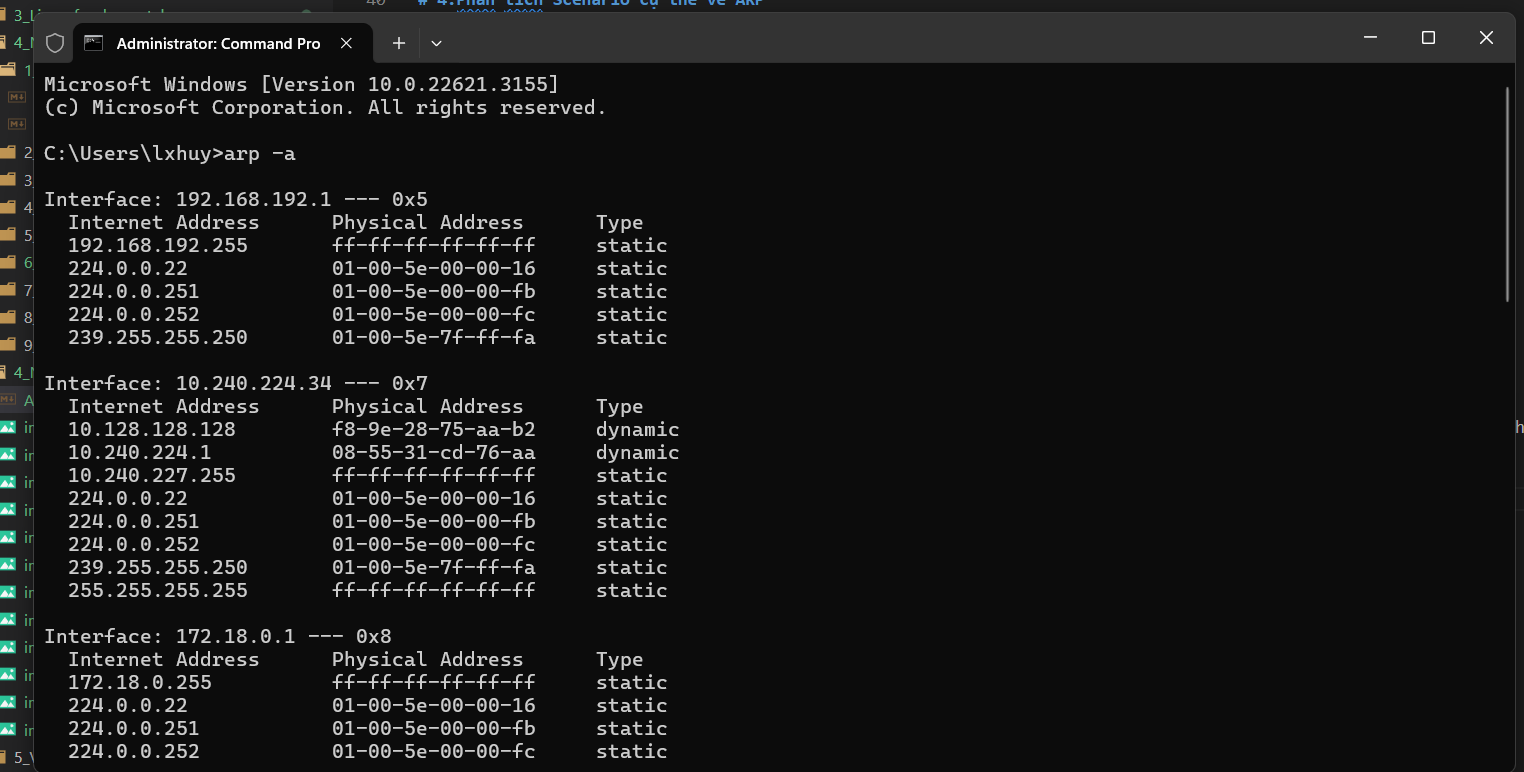 # 4.Phân tích Scenario cụ thể về ARP
Administrator: Command Pro
Microsoft Windows [Version 10.0.22621.3155]
(c) Microsoft Corporation. All rights reserved.
C:\Users\lxhuy>arp -a
Interface: 192.168.192.1 --- 0x5
Internet Address Physical Address Type
192.168.192.255 ff-ff-ff-ff-ff-ff static
224.0.0.22 01-00-5e-00-00-16 static
224.0.0.251 01-00-5e-00-00-fb static
224.0.0.252 01-00-5e-00-00-fc static
239.255.255.250 01-00-5e-7f-ff-fa static
Interface: 10.240.224.34 --- 0x7
Internet Address Physical Address Type
10.128.128.128 f8-9e-28-75-aa-b2 dynamic
10.240.224.1 08-55-31-cd-76-aa dynamic
10.240.227.255 ff-ff-ff-ff-ff-ff static
224.0.0.22 01-00-5e-00-00-16 static
224.0.0.251 01-00-5e-00-00-fb static
224.0.0.252 01-00-5e-00-00-fc static
239.255.255.250 01-00-5e-7f-ff-fa static
255.255.255.255 ff-ff-ff-ff-ff-ff static
Interface: 172.18.0.1 --- 0x8
Internet Address Physical Address Type
172.18.0.255 ff-ff-ff-ff-ff-ff static
224.0.0.22 01-00-5e-00-00-16 static
224.0.0.251 01-00-5e-00-00-fb static
224.0.0.252 01-00-5e-00-00-fc static